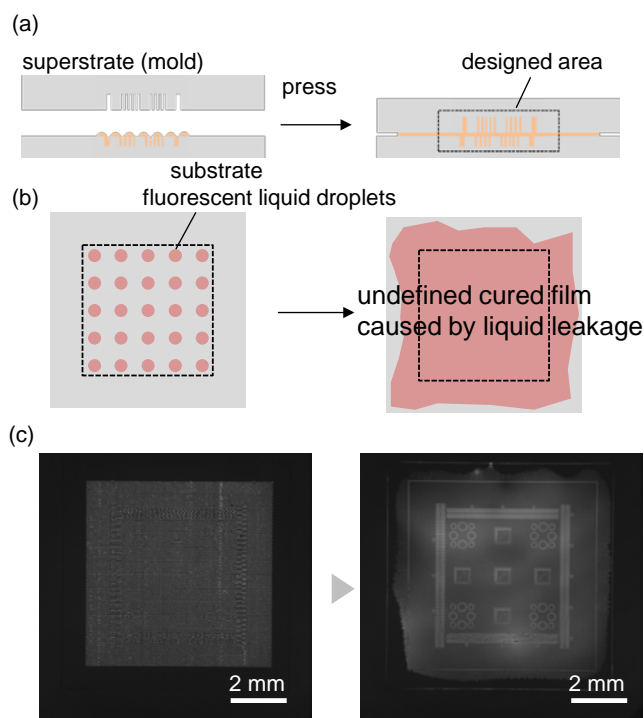 (a)
superstrate (mold)
press
designed area
substrate
fluorescent liquid droplets
(b)
undefined cured film
caused by liquid leakage
(c)
2 mm
2 mm